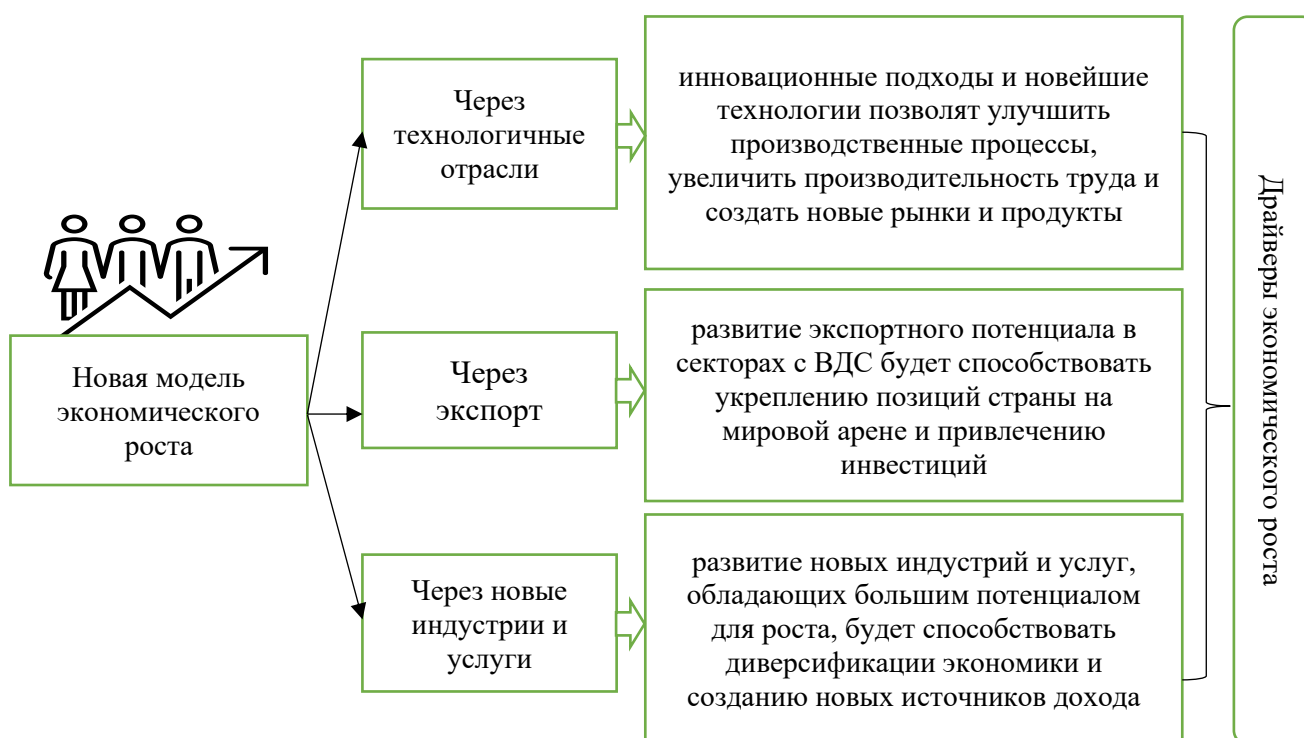 Новая модель
экономического
роста
Через
технологичные
отрасли
инновационные подходы и новейшие
технологии позволят улучшить
производственные процессы,
увеличить производительность труда и
создать новые рынки и продукты
Через
экспорт
развитие экспортного потенциала в
секторах с ВДС будет способствовать
укреплению позиций страны на
мировой арене и привлечению
инвестиций
Через новые
индустрии и
услуги
развитие новых индустрий и услуг,
обладающих большим потенциалом
для роста, будет способствовать
диверсификации экономики и
созданию новых источников дохода
Драйверы экономического роста